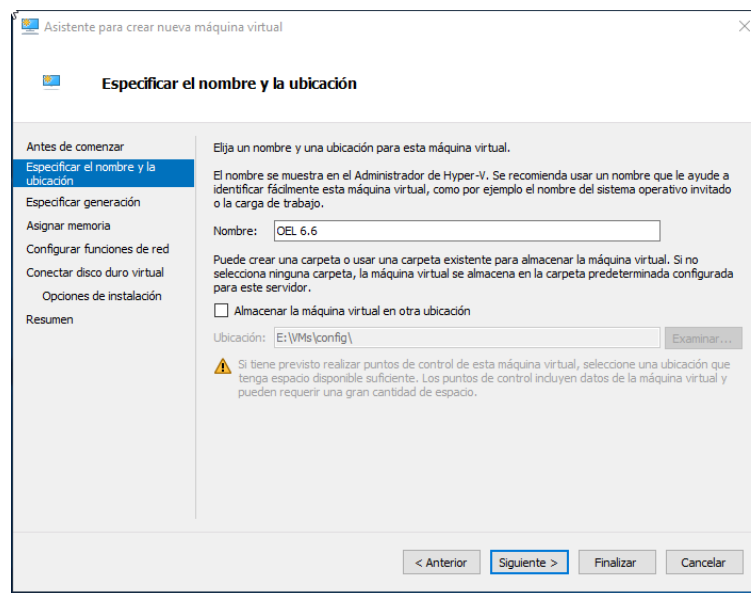 Asistente para crear nueva máquina virtual
Especificar el nombre y la ubicación
Antes de comenzar
Especificar el nombre y la
ubicación
Especificar generación
Asignar memoria
Configurar funciones de red
Conectar disco duro virtual
Opciones de instalación
Resumen
Elija un nombre y una ubicación para esta máquina virtual.
El nombre se muestra en el Administrador de Hyper-V. Se recomienda usar un nombre que le ayude a
identificar fácilmente esta máquina virtual, como por ejemplo el nombre del sistema operativo invitado
o la carga de trabajo.
Nombre: OEL 6.6
Puede crear una carpeta o usar una carpeta existente para almacenar la máquina virtual. Si no
selecciona ninguna carpeta, la máquina virtual se almacena en la carpeta predeterminada configurada
para este servidor.
Almacenar la máquina virtual en otra ubicación
Ubicación: E:\VMs\config\ Examinar...
Si tiene previsto realizar puntos de control de esta máquina virtual, seleccione una ubicación que
tenga espacio disponible suficiente. Los puntos de control incluyen datos de la máquina virtual y
pueden requerir una gran cantidad de espacio.
< Anterior Siguiente > Finalizar Cancelar